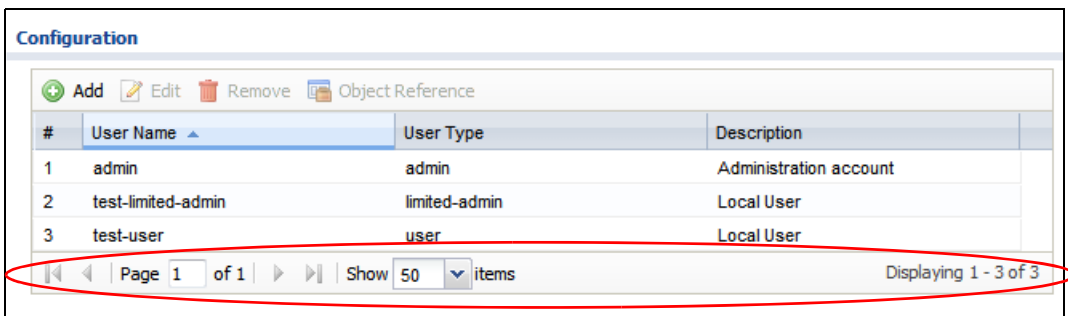 Configuration
Add Edit Remove Object Reference
# User Name User Type Description
1 admin admin Administration account
2 test-limited-admin limited-admin Local User
3 test-user user Local User
Page 1 of 1 Show 50 items Displaying 1 - 3 of 3